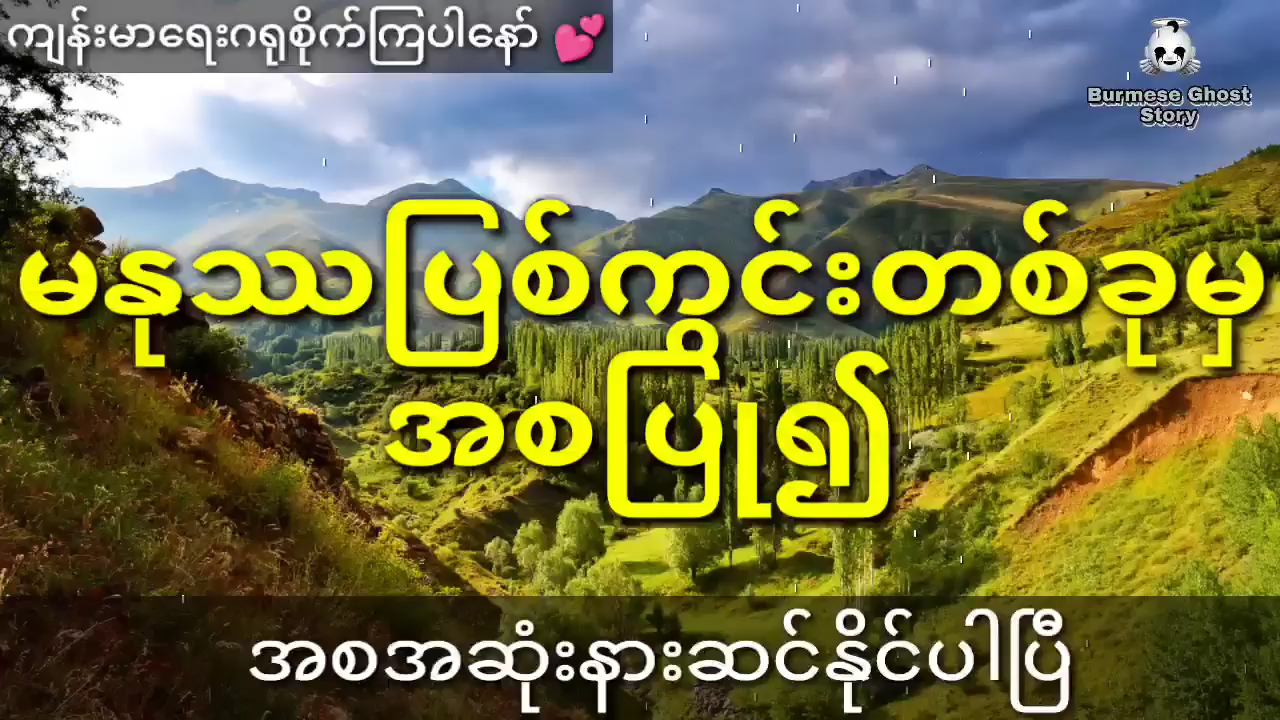 ကျန်းမာရေးဂရုစိုက်ကြပါနော် 💕
Burmese Ghost
Story
မနုဿပြစ်ကွင်းတစ်ခုမှ
အစပြု၍
အစအဆုံးနားဆင်နိုင်ပါပြီ